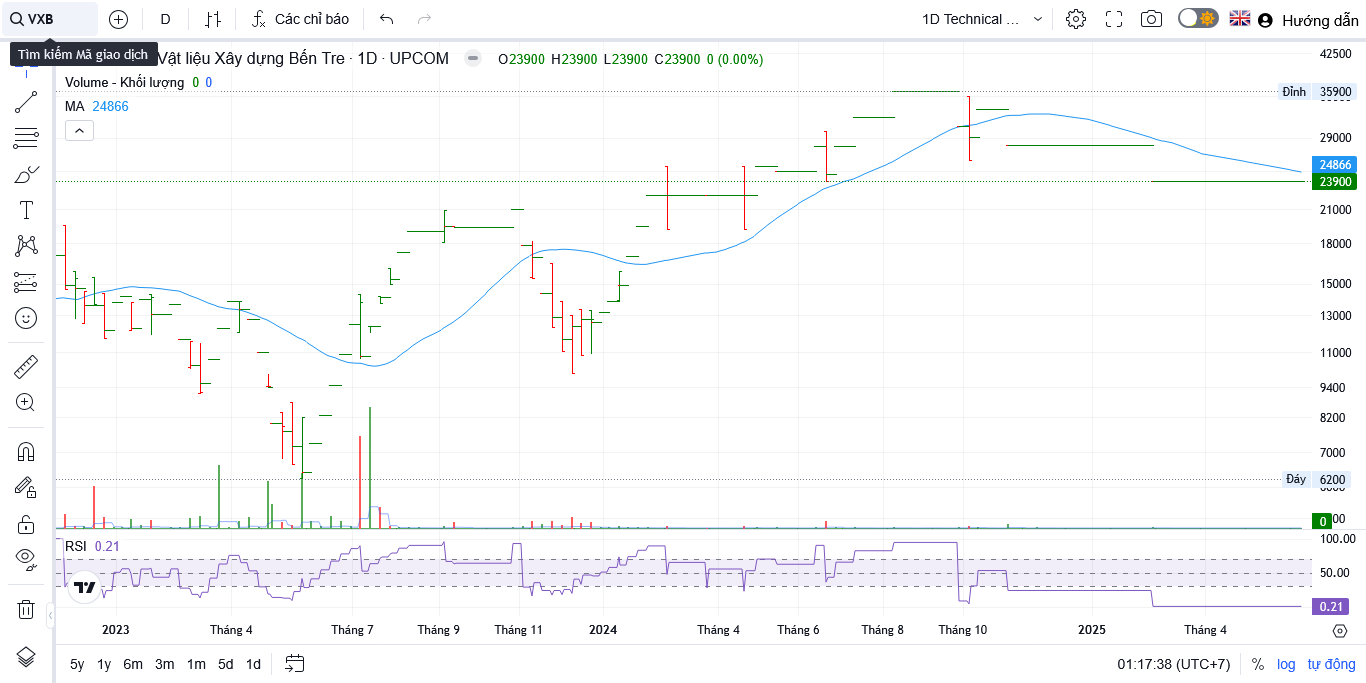 VXB
D
Các chỉ báo
1D Technical ...
Hướng dẫn
Tìm kiếm Mã giao dịch
Vật liệu Xây dựng Bến Tre · 1D · UPCOM
O23900 H23900 L23900 C23900 0 (0.00%)
Volume - Khối lượng 0 0
MA 24866
42500
Đỉnh 35900
29000
24866
23900
21000
18000
15000
13000
11000
9400
8200
7000
Đáy 6200
0
RSI 0.21
100.00
50.00
0.21
2023 Tháng 4 Tháng 7 Tháng 9 Tháng 11 2024 Tháng 4 Tháng 6 Tháng 8 Tháng 10 2025 Tháng 4
5y 1y 6m 3m 1m 5d 1d
01:17:38 (UTC+7) % log tự động